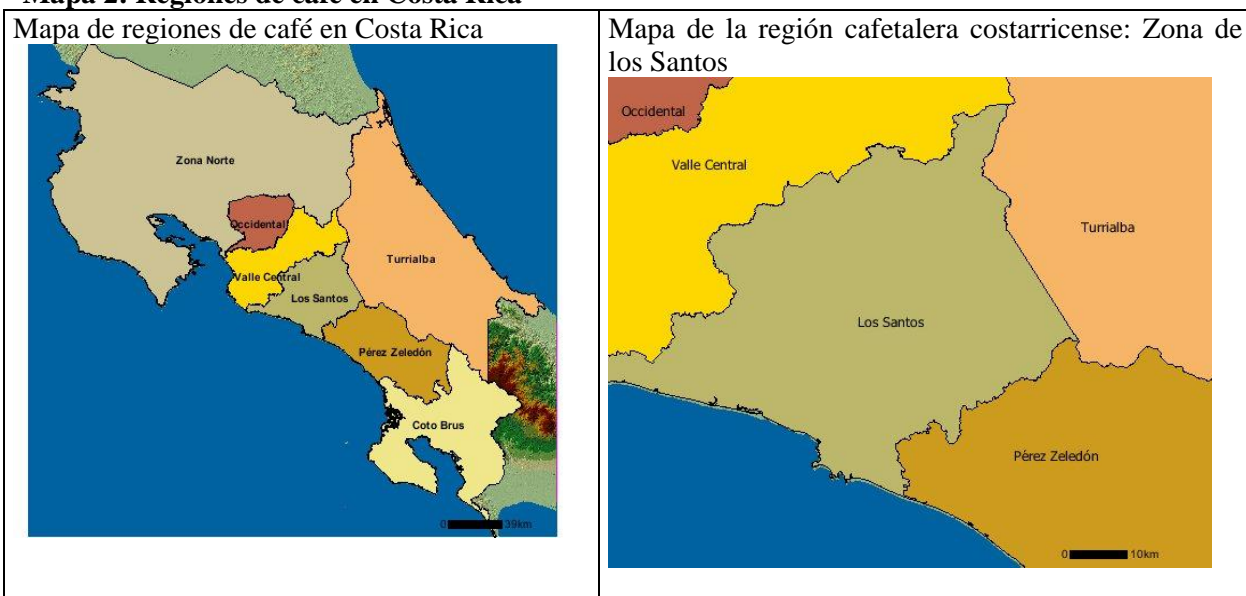 Mapa 2: Regiones de café en Costa Rica
Mapa de regiones de café en Costa Rica
Zona Norte
Occidental
Valle Central
Turrialba
Los Santos
Pérez Zeledón
Coto Brus
0 39km
Mapa de la región cafetalera costarricense: Zona de
los Santos
Occidental
Valle Central
Turrialba
Los Santos
Pérez Zeledón
0 10km